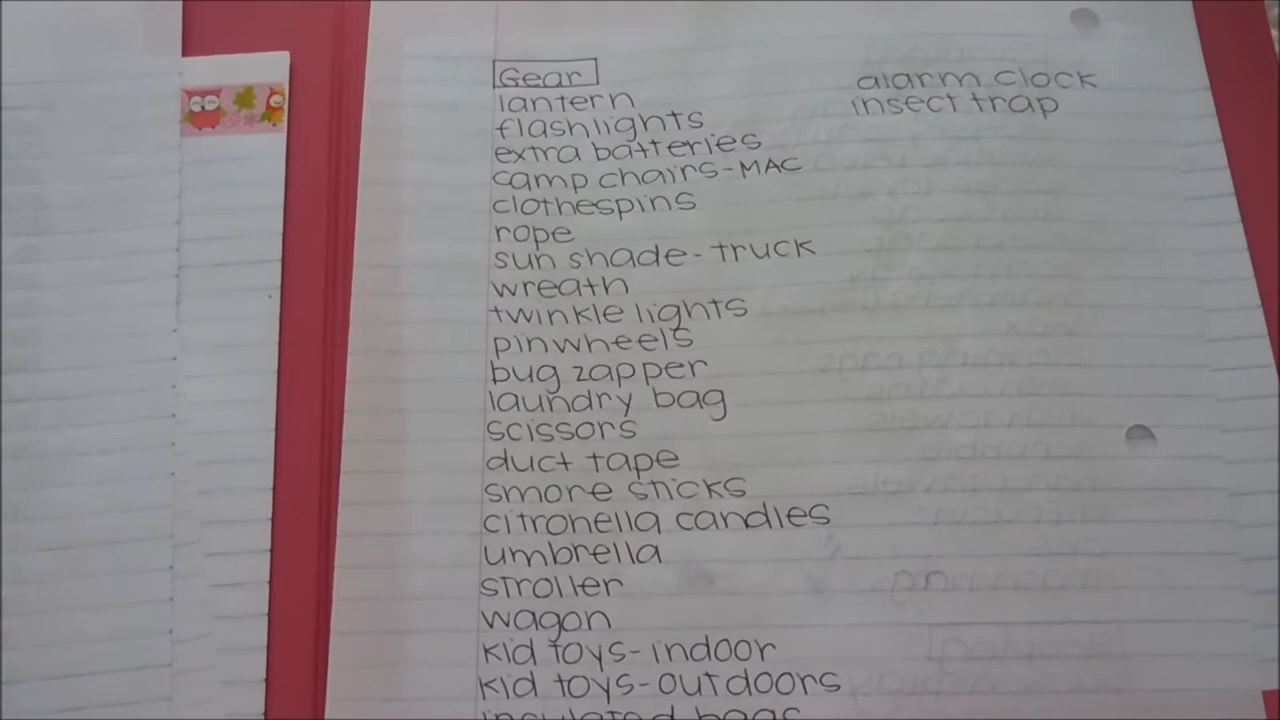 Gear
lantern
flashlights
extra batteries
camp chairs-MAC
clothespins
rope
sun shade-truck
wreath
twinkle lights
pinwheels
bug zapper
laundry bag
scissors
duct tape
smore sticks
citronella candles
umbrella
stroller
wagon
kid toys-indoor
kid toys-outdoors
insulated bags
alarm clock
insect trap